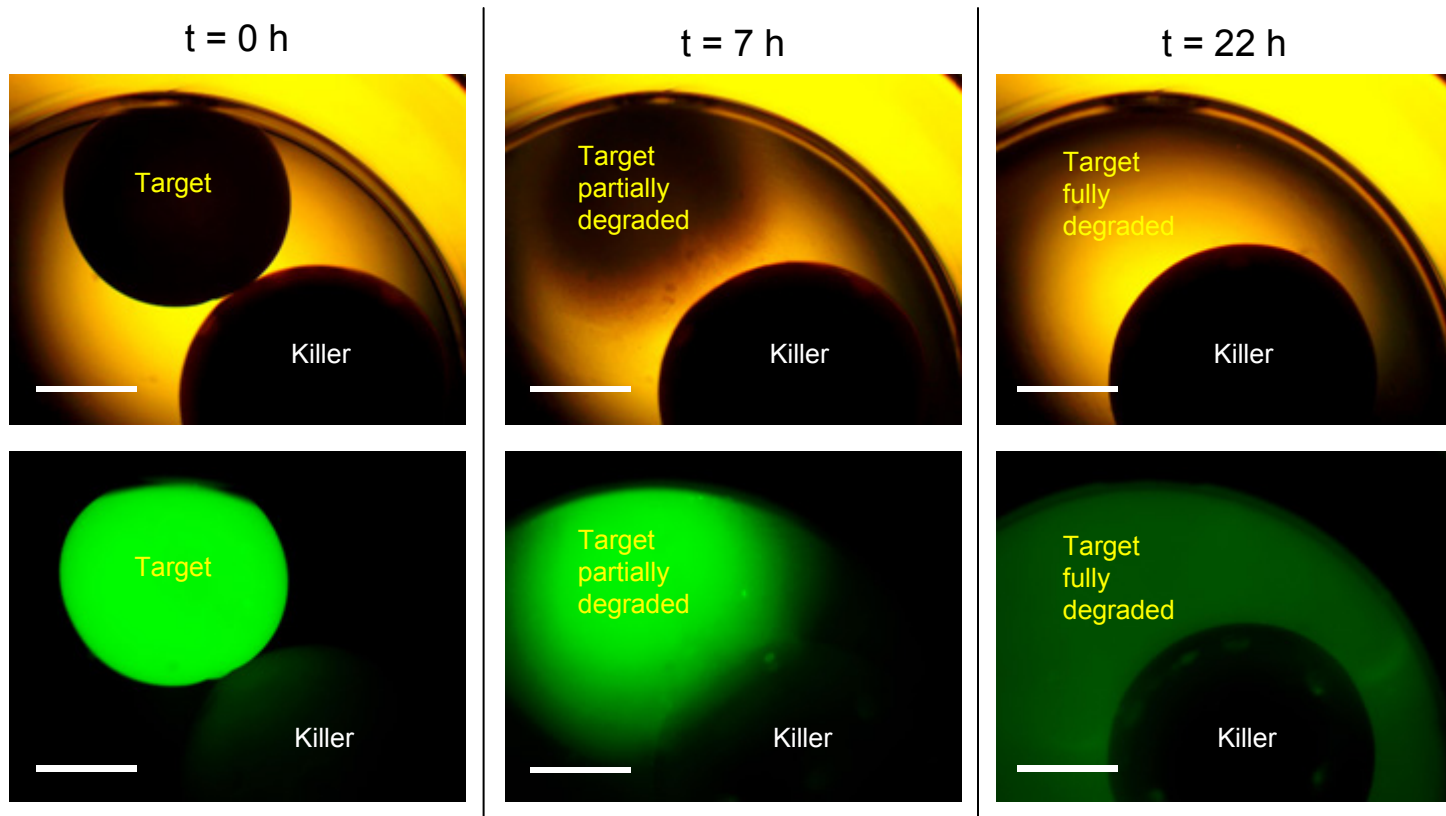 t = 0 h
t = 7 h
t = 22 h
Target
Killer
Target
partially
degraded
Killer
Target
fully
degraded
Killer
Target
Killer
Target
partially
degraded
Killer
Target
fully
degraded
Killer